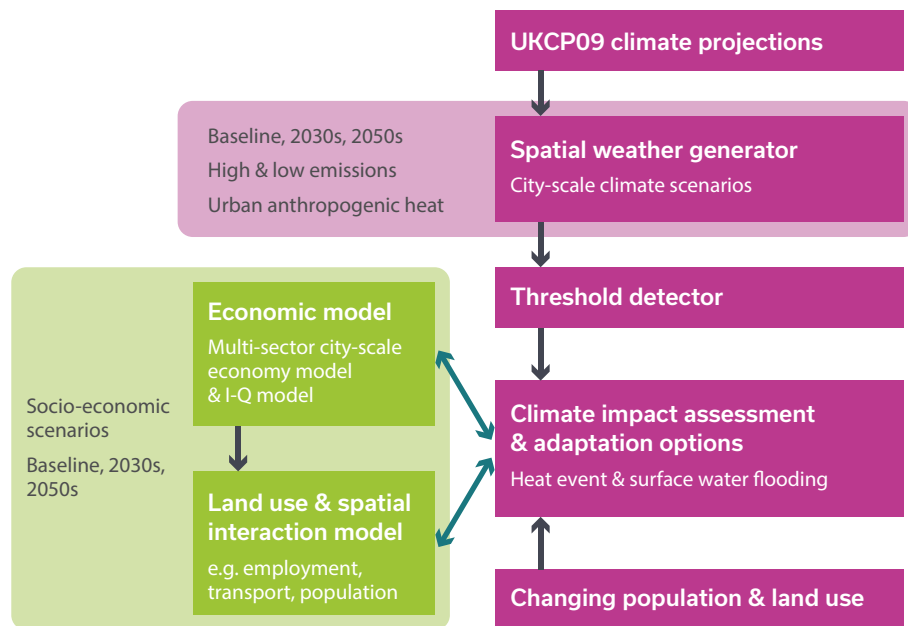 UKCP09 climate projections
Baseline, 2030s, 2050s
High & low emissions
Urban anthropogenic heat
Spatial weather generator
City-scale climate scenarios
Threshold detector
Economic model
Multi-sector city-scale
economy model
& I-Q model
Socio-economic
scenarios
Baseline, 2030s,
2050s
Land use & spatial
interaction model
e.g. employment,
transport, population
Climate impact assessment
& adaptation options
Heat event & surface water flooding
Changing population & land use